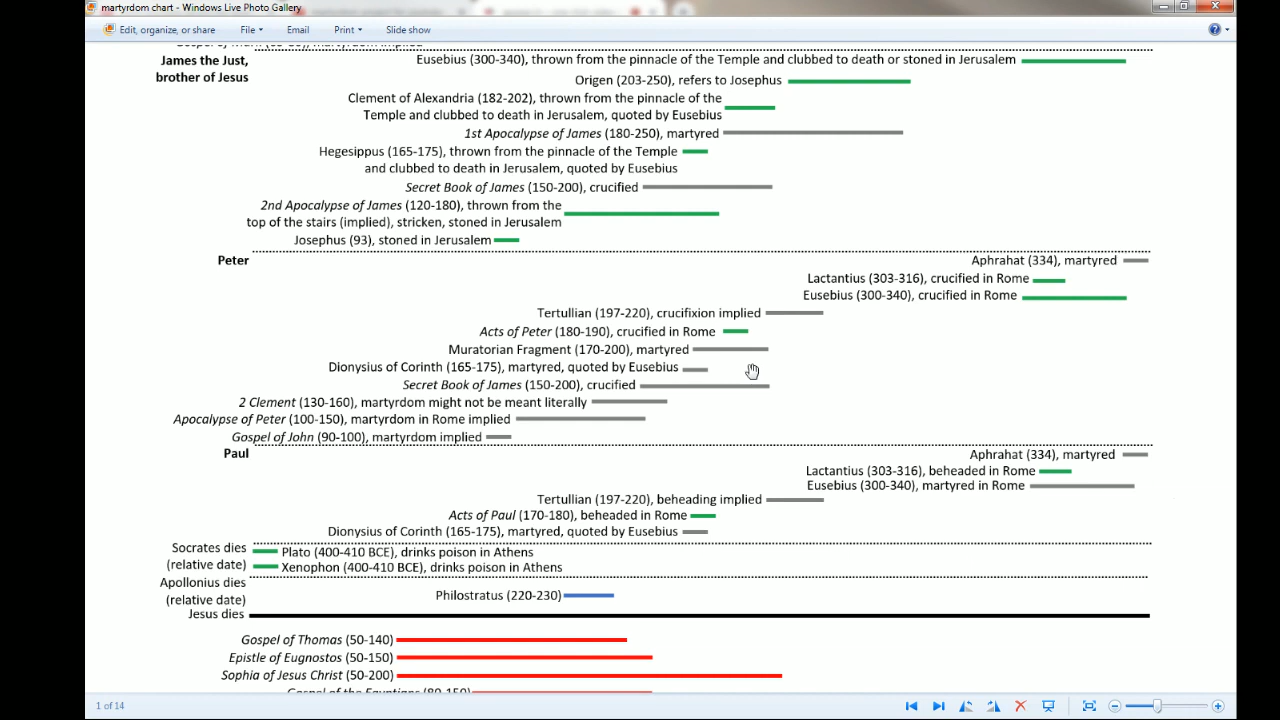 martyrdom chart - Windows Live Photo Gallery
Edit, organize, or share File Email Print Slide show
James the Just,
brother of Jesus
Eusebius (300-340), thrown from the pinnacle of the Temple and clubbed to death or stoned in Jerusalem
Origen (203-250), refers to Josephus
Clement of Alexandria (182-202), thrown from the pinnacle of the
Temple and clubbed to death in Jerusalem, quoted by Eusebius
1st Apocalypse of James (180-250), martyred
Hegesippus (165-175), thrown from the pinnacle of the Temple
and clubbed to death in Jerusalem, quoted by Eusebius
Secret Book of James (150-200), crucified
2nd Apocalypse of James (120-180), thrown from the
top of the stairs (implied), stricken, stoned in Jerusalem
Josephus (93), stoned in Jerusalem
Peter
Aphrahat (334), martyred
Lactantius (303-316), crucified in Rome
Eusebius (300-340), crucified in Rome
Tertullian (197-220), crucifixion implied
Acts of Peter (180-190), crucified in Rome
Muratorian Fragment (170-200), martyred
Dionysius of Corinth (165-175), martyred, quoted by Eusebius
Secret Book of James (150-200), crucified
2 Clement (130-160), martyrdom might not be meant literally
Apocalypse of Peter (100-150), martyrdom in Rome implied
Gospel of John (90-100), martyrdom implied
Paul
Aphrahat (334), martyred
Lactantius (303-316), beheaded in Rome
Eusebius (300-340), martyred in Rome
Tertullian (197-220), beheading implied
Acts of Paul (170-180), beheaded in Rome
Dionysius of Corinth (165-175), martyred, quoted by Eusebius
Socrates dies
(relative date)
Plato (400-410 BCE), drinks poison in Athens
Xenophon (400-410 BCE), drinks poison in Athens
Apollonius dies
(relative date)
Philostratus (220-230)
Jesus dies
Gospel of Thomas (50-140)
Epistle of Eugnostos (50-150)
Sophia of Jesus Christ (50-200)
Gospel of the Egyptians (80-150)
1 of 14